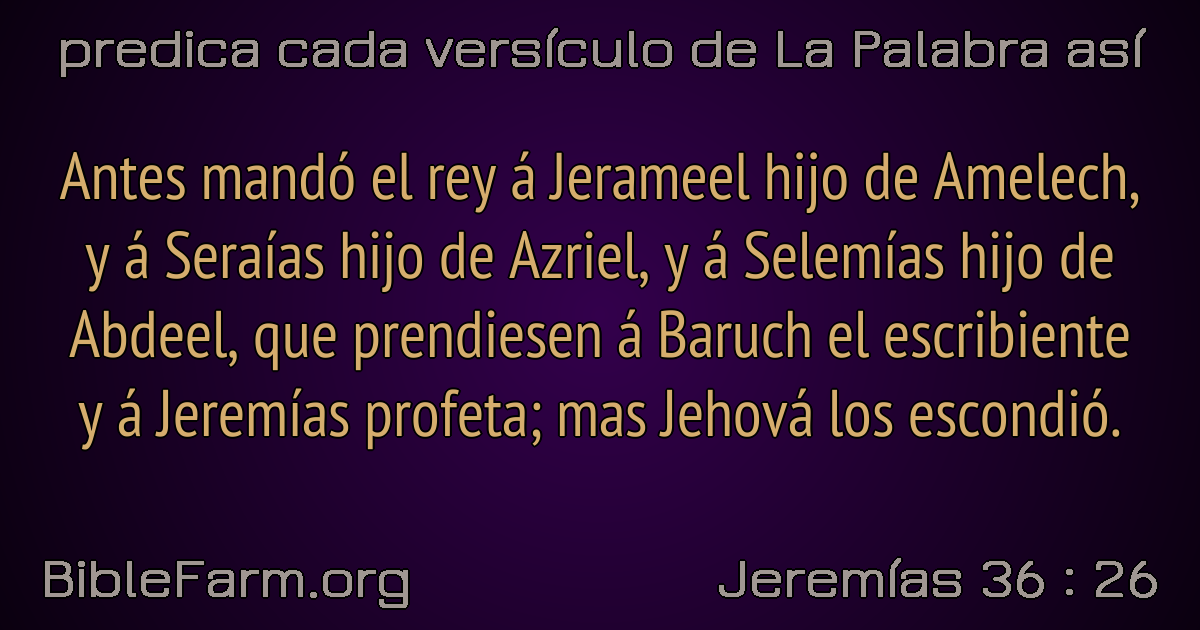 predica cada versículo de La Palabra así
Antes mandó el rey á Jerameel hijo de Amelech,
y á Seraías hijo de Azriel, y á Selemías hijo de
Abdeel, que prendiesen á Baruch el escribiente
y á Jeremías profeta; mas Jehová los escondió.
BibleFarm.org
Jeremías 36 : 26